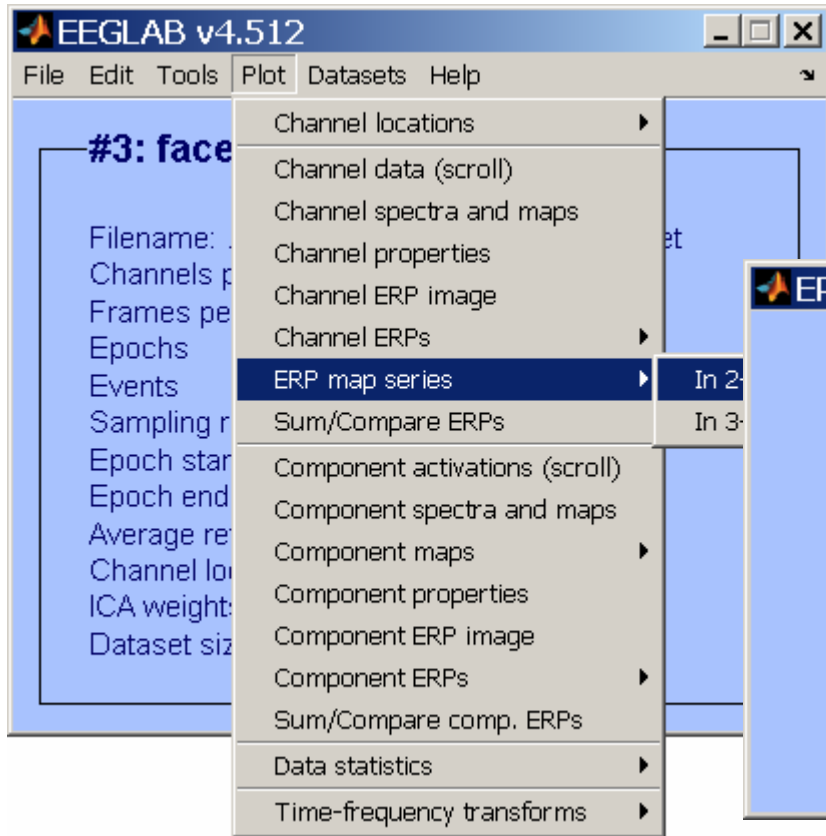 EEGLAB v4.512
File Edit Tools Plot Datasets Help
#3: face
Filename: .
et
Channels p
Frames pe
Epochs
Events
Sampling r
Epoch star
Epoch end
Average re
Channel lo
ICA weight
Dataset siz
Channel locations
Channel data (scroll)
Channel spectra and maps
Channel properties
Channel ERP image
Channel ERPs
ERP map series
Sum/Compare ERPs
Component activations (scroll)
Component spectra and maps
Component maps
Component properties
Component ERP image
Component ERPs
Sum/Compare comp. ERPs
Data statistics
Time-frequency transforms
In 2-
In 3-